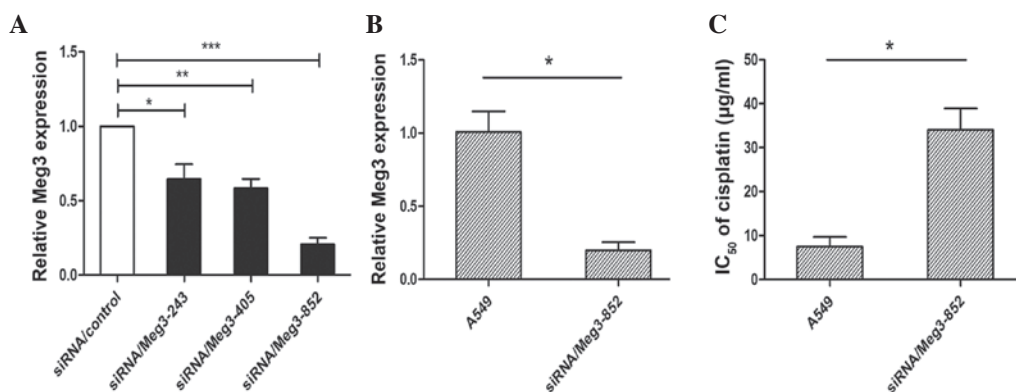 A
Relative Meg3 expression
1.5
1.0
0.5
0.0
***
**
*
siRNA/control
siRNA/Meg3-243
siRNA/Meg3-405
siRNA/Meg3-852
B
Relative Meg3 expression
1.5
1.0
0.5
0.0
*
A549
siRNA/Meg3-852
C
IC50 of cisplatin (µg/ml)
50
40
30
20
10
0
*
A549
siRNA/Meg3-852